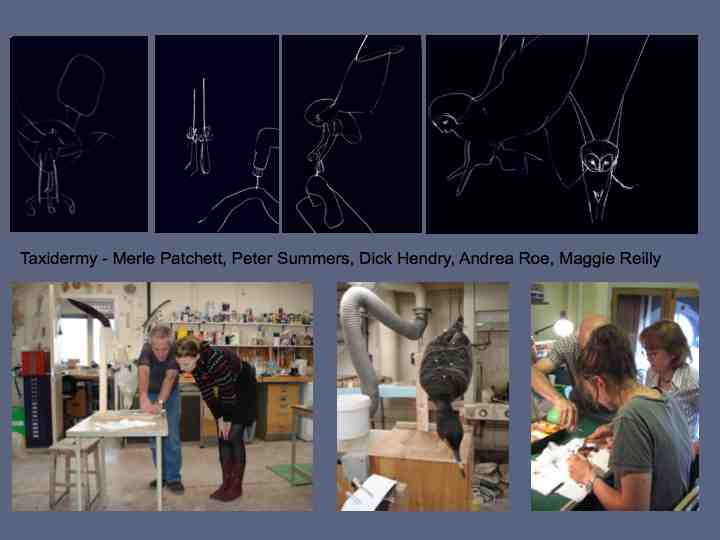 Taxidermy - Merle Patchett, Peter Summers, Dick Hendry, Andrea Roe, Maggie Reilly